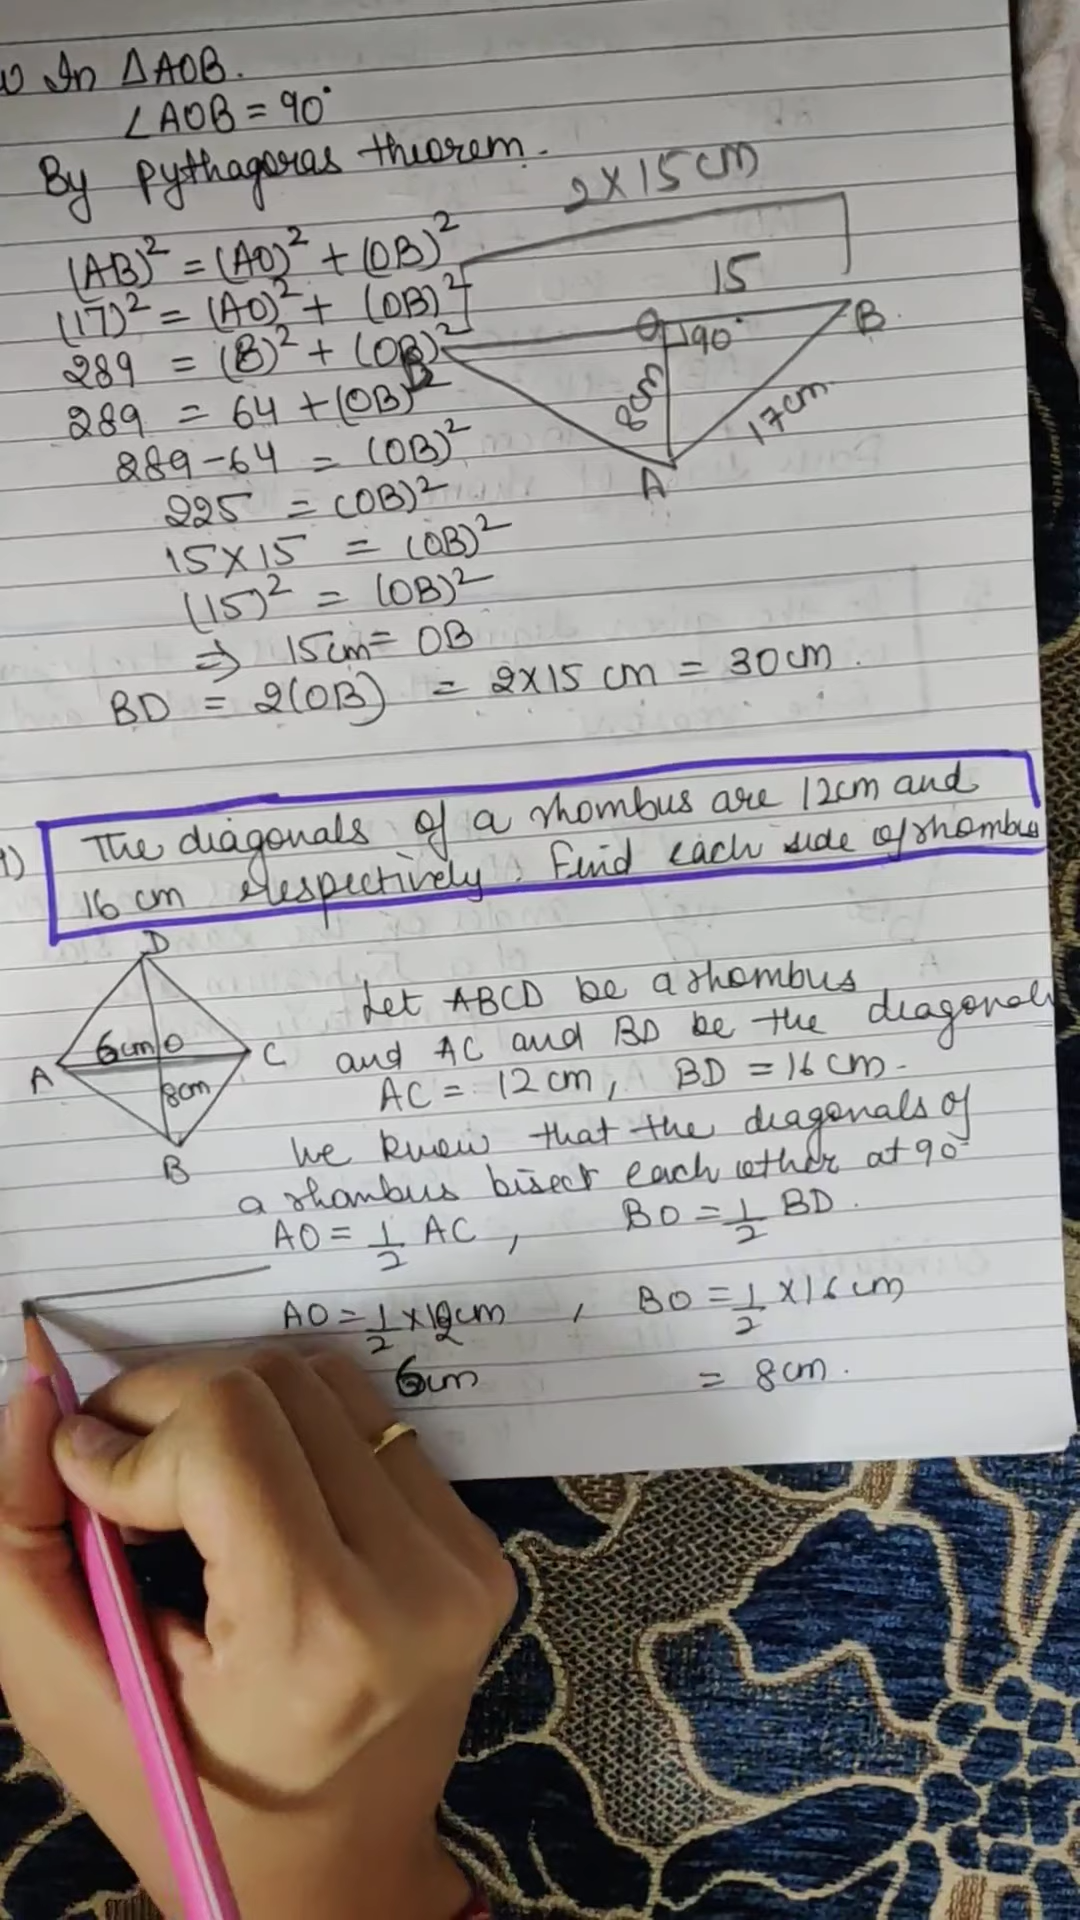 In ΔAOB.
∠AOB = 90°
By pythagoras theorem.
2 X 15 cm
(AB)² = (AO)² + (OB)²
(17)² = (AO)² + (OB)²
289 = (8)² + (OB)²
289 = 64 + (OB)²
289 - 64 = (OB)²
225 = (OB)²
15 X 15 = (OB)²
(15)² = (OB)²
⇒ 15cm = OB
BD = 2(OB) = 2X15 cm = 30cm.
15
O
90°
B
D
8cm
17cm
A
The diagonals of a rhombus are 12cm and
16 cm respectively. Find each side of rhombus
D
6cm
O
A
C
8cm
B
Let ABCD be a rhombus
and AC and BD be the diagonals
AC = 12cm, BD = 16 cm.
We know that the diagonals of
a rhombus bisect each other at 90°
AO = 1/2 AC, BO = 1/2 BD.
AO = 1/2 X 12cm, BO = 1/2 X 16 cm
6cm = 8cm.